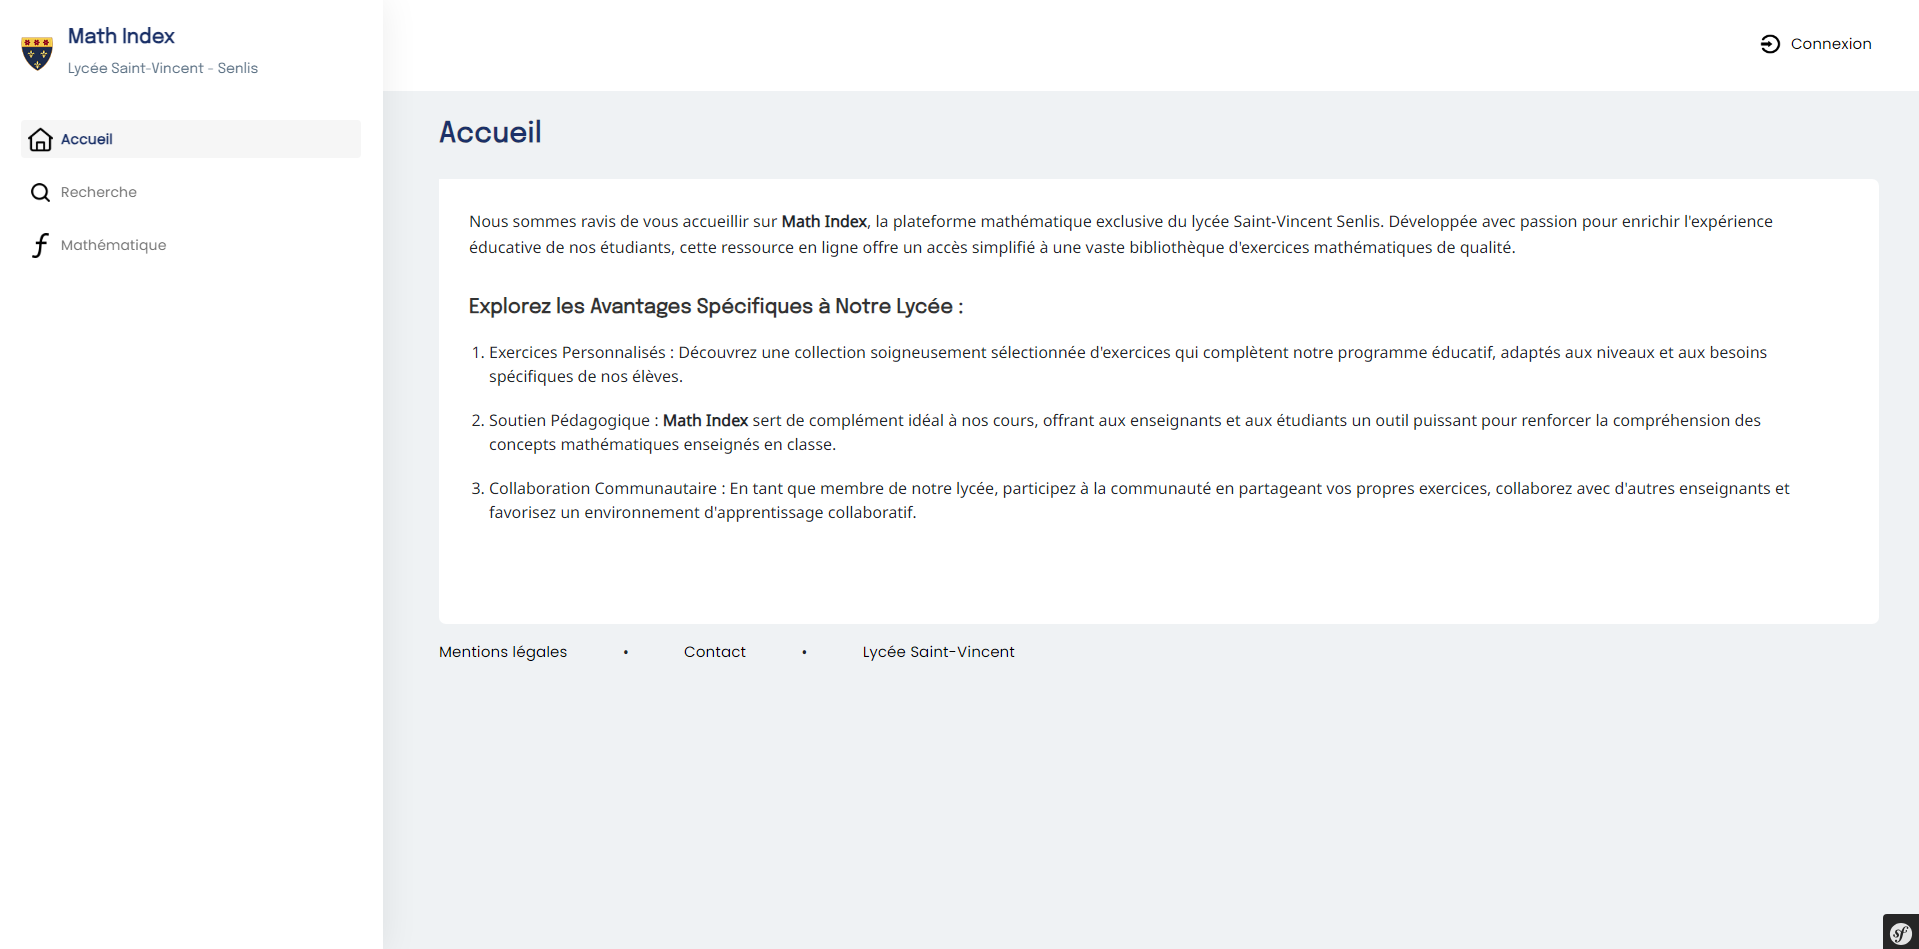 Math Index
Lycée Saint-Vincent - Senlis
Connexion
Accueil
Recherche
Mathématique
Accueil
Nous sommes ravis de vous accueillir sur Math Index, la plateforme mathématique exclusive du lycée Saint-Vincent Senlis. Développée avec passion pour enrichir l'expérience
éducative de nos étudiants, cette ressource en ligne offre un accès simplifié à une vaste bibliothèque d'exercices mathématiques de qualité.
Explorez les Avantages Spécifiques à Notre Lycée :
1. Exercices Personnalisés : Découvrez une collection soigneusement sélectionnée d'exercices qui complètent notre programme éducatif, adaptés aux niveaux et aux besoins
spécifiques de nos élèves.
2. Soutien Pédagogique : Math Index sert de complément idéal à nos cours, offrant aux enseignants et aux étudiants un outil puissant pour renforcer la compréhension des
concepts mathématiques enseignés en classe.
3. Collaboration Communautaire : En tant que membre de notre lycée, participez à la communauté en partageant vos propres exercices, collaborez avec d'autres enseignants et
favorisez un environnement d'apprentissage collaboratif.
Mentions légales • Contact • Lycée Saint-Vincent
sf